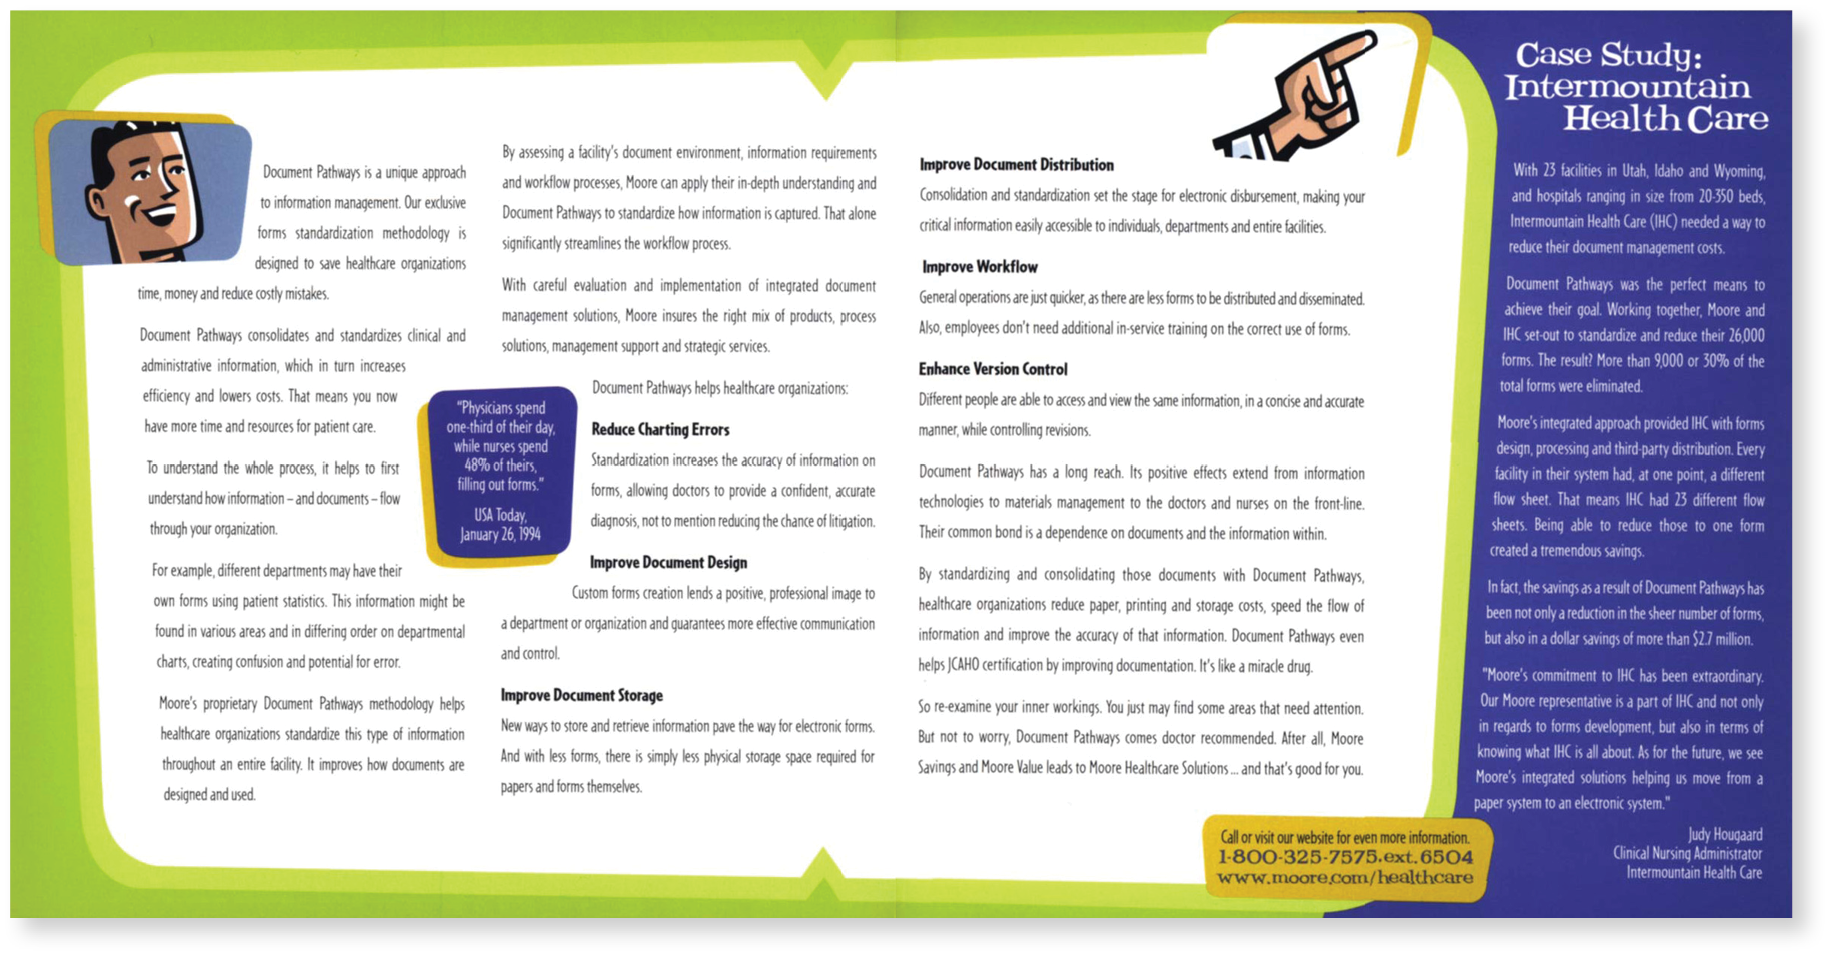 Document Pathways is a unique approach
to information management. Our exclusive
forms standardization methodology is
designed to save healthcare organizations
time, money and reduce costly mistakes.
Document Pathways consolidates and standardizes clinical and
administrative information, which in turn increases
efficiency and lowers costs. That means you now
have more time and resources for patient care.
To understand the whole process, it helps to first
understand how information – and documents – flow
through your organization.
For example, different departments may have their
own forms using patient statistics. This information might be
found in various areas and in differing order on departmental
charts, creating confusion and potential for error.
Moore's proprietary Document Pathways methodology helps
healthcare organizations standardize this type of information
throughout an entire facility. It improves how documents are
designed and used.
"Physicians spend
one-third of their day,
while nurses spend
48% of theirs,
filling out forms."
USA Today,
January 26, 1994
By assessing a facility's document environment, information requirements
and workflow processes, Moore can apply their in-depth understanding and
Document Pathways to standardize how information is captured. That alone
significantly streamlines the workflow process.
With careful evaluation and implementation of integrated document
management solutions, Moore insures the right mix of products, process
solutions, management support and strategic services.
Document Pathways helps healthcare organizations:
Reduce Charting Errors
Standardization increases the accuracy of information on
forms, allowing doctors to provide a confident, accurate
diagnosis, not to mention reducing the chance of litigation.
Improve Document Design
Custom forms creation lends a positive, professional image to
a department or organization and guarantees more effective communication
and control.
Improve Document Storage
New ways to store and retrieve information pave the way for electronic forms.
And with less forms, there is simply less physical storage space required for
papers and forms themselves.
Improve Document Distribution
Consolidation and standardization set the stage for electronic disbursement, making your
critical information easily accessible to individuals, departments and entire facilities.
Improve Workflow
General operations are just quicker, as there are less forms to be distributed and disseminated.
Also, employees don't need additional in-service training on the correct use of forms.
Enhance Version Control
Different people are able to access and view the same information, in a concise and accurate
manner, while controlling revisions.
Document Pathways has a long reach. Its positive effects extend from information
technologies to materials management to the doctors and nurses on the front-line.
Their common bond is a dependence on documents and the information within.
By standardizing and consolidating those documents with Document Pathways,
healthcare organizations reduce paper, printing and storage costs, speed the flow of
information and improve the accuracy of that information. Document Pathways even
helps JCAHO certification by improving documentation. It's like a miracle drug.
So re-examine your inner workings. You just may find some areas that need attention.
But not to worry, Document Pathways comes doctor recommended. After all, Moore
Savings and Moore Value leads to Moore Healthcare Solutions... and that's good for you.
Call or visit our website for even more information.
1-800-325-7575.ext.6504
www.moore.com/healthcare
Case Study:
Intermountain
Health Care
With 23 facilities in Utah, Idaho and Wyoming,
and hospitals ranging in size from 20-350 beds,
Intermountain Health Care (IHC) needed a way to
reduce their document management costs.
Document Pathways was the perfect means to
achieve their goal. Working together, Moore and
IHC set-out to standardize and reduce their 26,000
forms. The result? More than 9,000 or 30% of the
total forms were eliminated.
Moore's integrated approach provided IHC with forms
design, processing and third-party distribution. Every
facility in their system had, at one point, a different
flow sheet. That means IHC had 23 different flow
sheets. Being able to reduce those to one form
created a tremendous savings.
In fact, the savings as a result of Document Pathways has
been not only a reduction in the sheer number of forms,
but also in a dollar savings of more than $2.7 million.
"Moore's commitment to IHC has been extraordinary.
Our Moore representative is a part of IHC and not only
in regards to forms development, but also in terms of
knowing what IHC is all about. As for the future, we see
Moore's integrated solutions helping us move from a
paper system to an electronic system."
Judy Hougaard
Clinical Nursing Administrator
Intermountain Health Care